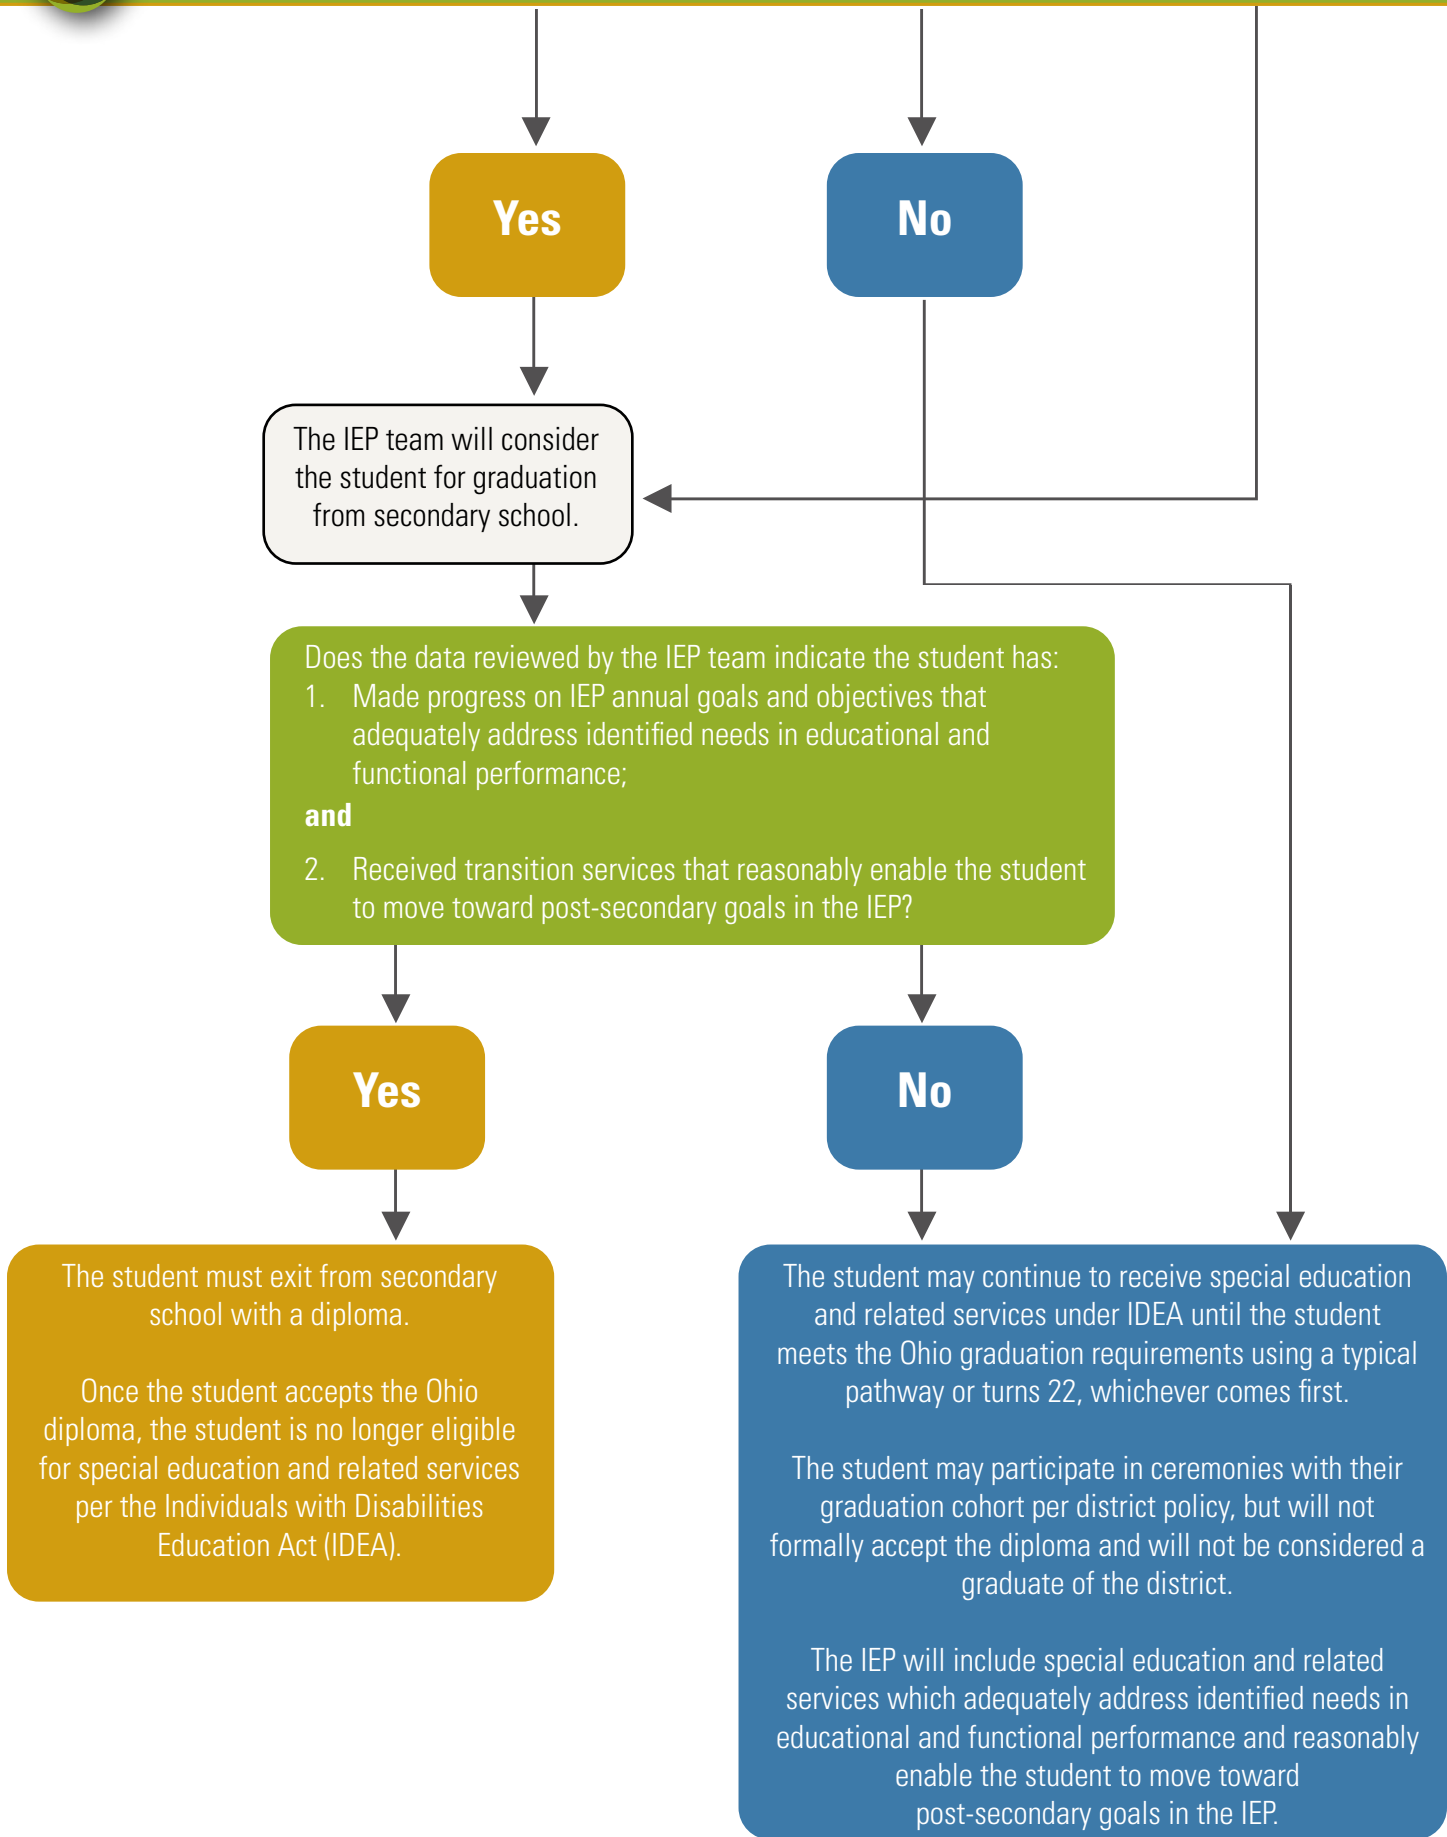 Yes
No
The IEP team will consider
the student for graduation
from secondary school.
Does the data reviewed by the IEP team indicate the student has:
1. Made progress on IEP annual goals and objectives that
adequately address identified needs in educational and
functional performance;
and
2. Received transition services that reasonably enable the student
to move toward post-secondary goals in the IEP?
Yes
No
The student must exit from secondary
school with a diploma.
Once the student accepts the Ohio
diploma, the student is no longer eligible
for special education and related services
per the Individuals with Disabilities
Education Act (IDEA).
The student may continue to receive special education
and related services under IDEA until the student
meets the Ohio graduation requirements using a typical
pathway or turns 22, whichever comes first.
The student may participate in ceremonies with their
graduation cohort per district policy, but will not
formally accept the diploma and will not be considered a
graduate of the district.
The IEP will include special education and related
services which adequately address identified needs in
educational and functional performance and reasonably
enable the student to move toward
post-secondary goals in the IEP.